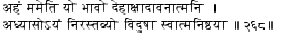 अहं ममेति यो भावो देहाक्षादावनात्मनि ।
अध्यासोऽयं निरस्तव्यो विदुषा स्वात्मनिष्ठया ॥ २६८॥